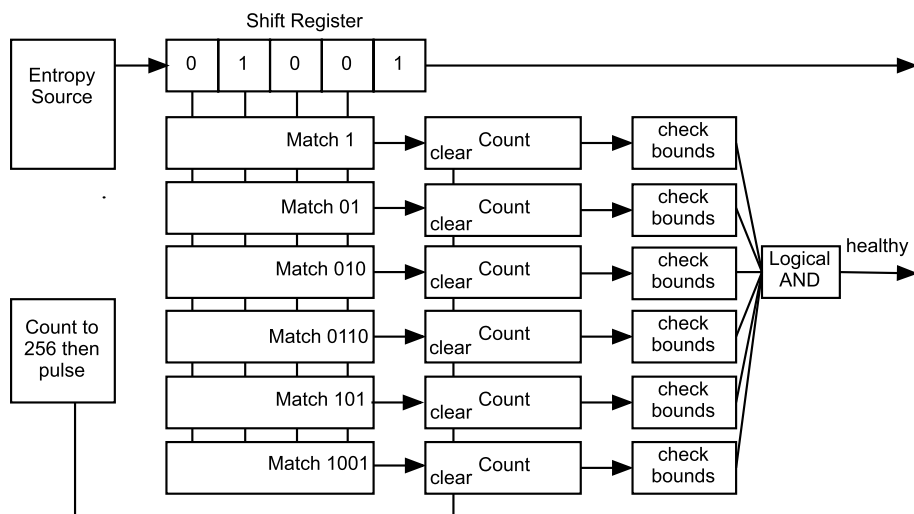 Shift Register
Entropy
Source
0 1 0 0 1
Match 1
clear
Count
check
bounds
Match 01
clear
Count
check
bounds
Match 010
clear
Count
check
bounds
Logical
AND
healthy
Count to
256 then
pulse
Match 0110
clear
Count
check
bounds
Match 101
clear
Count
check
bounds
Match 1001
clear
Count
check
bounds